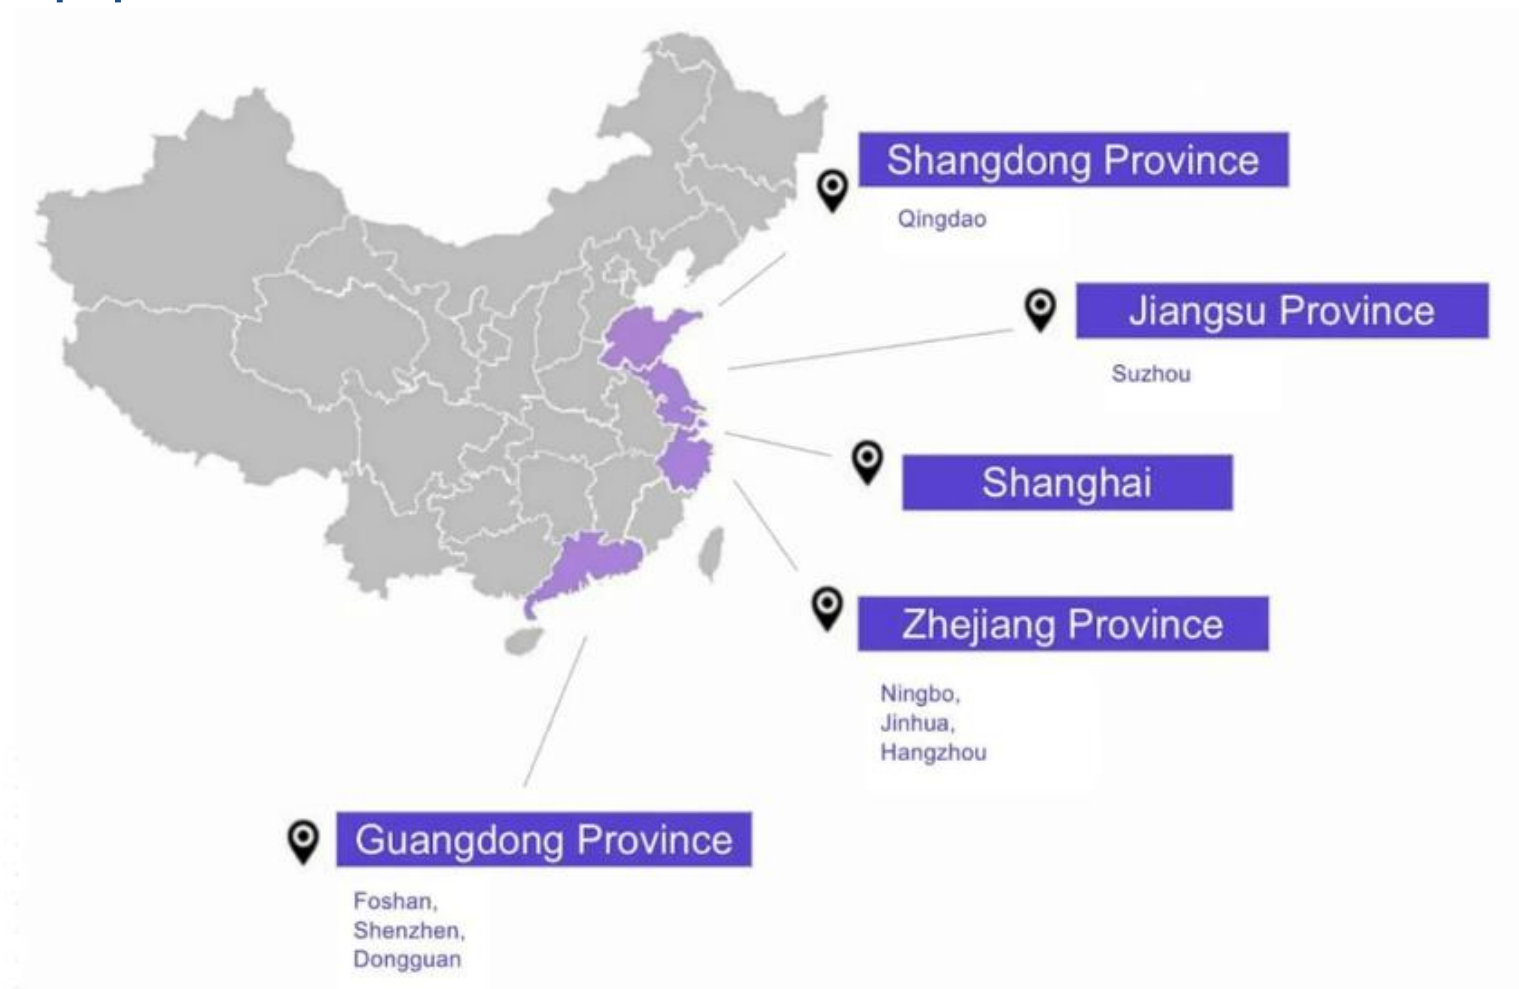 Shangdong Province
Qingdao
Jiangsu Province
Suzhou
Shanghai
Zhejiang Province
Ningbo,
Jinhua,
Hangzhou
Guangdong Province
Foshan,
Shenzhen,
Dongguan